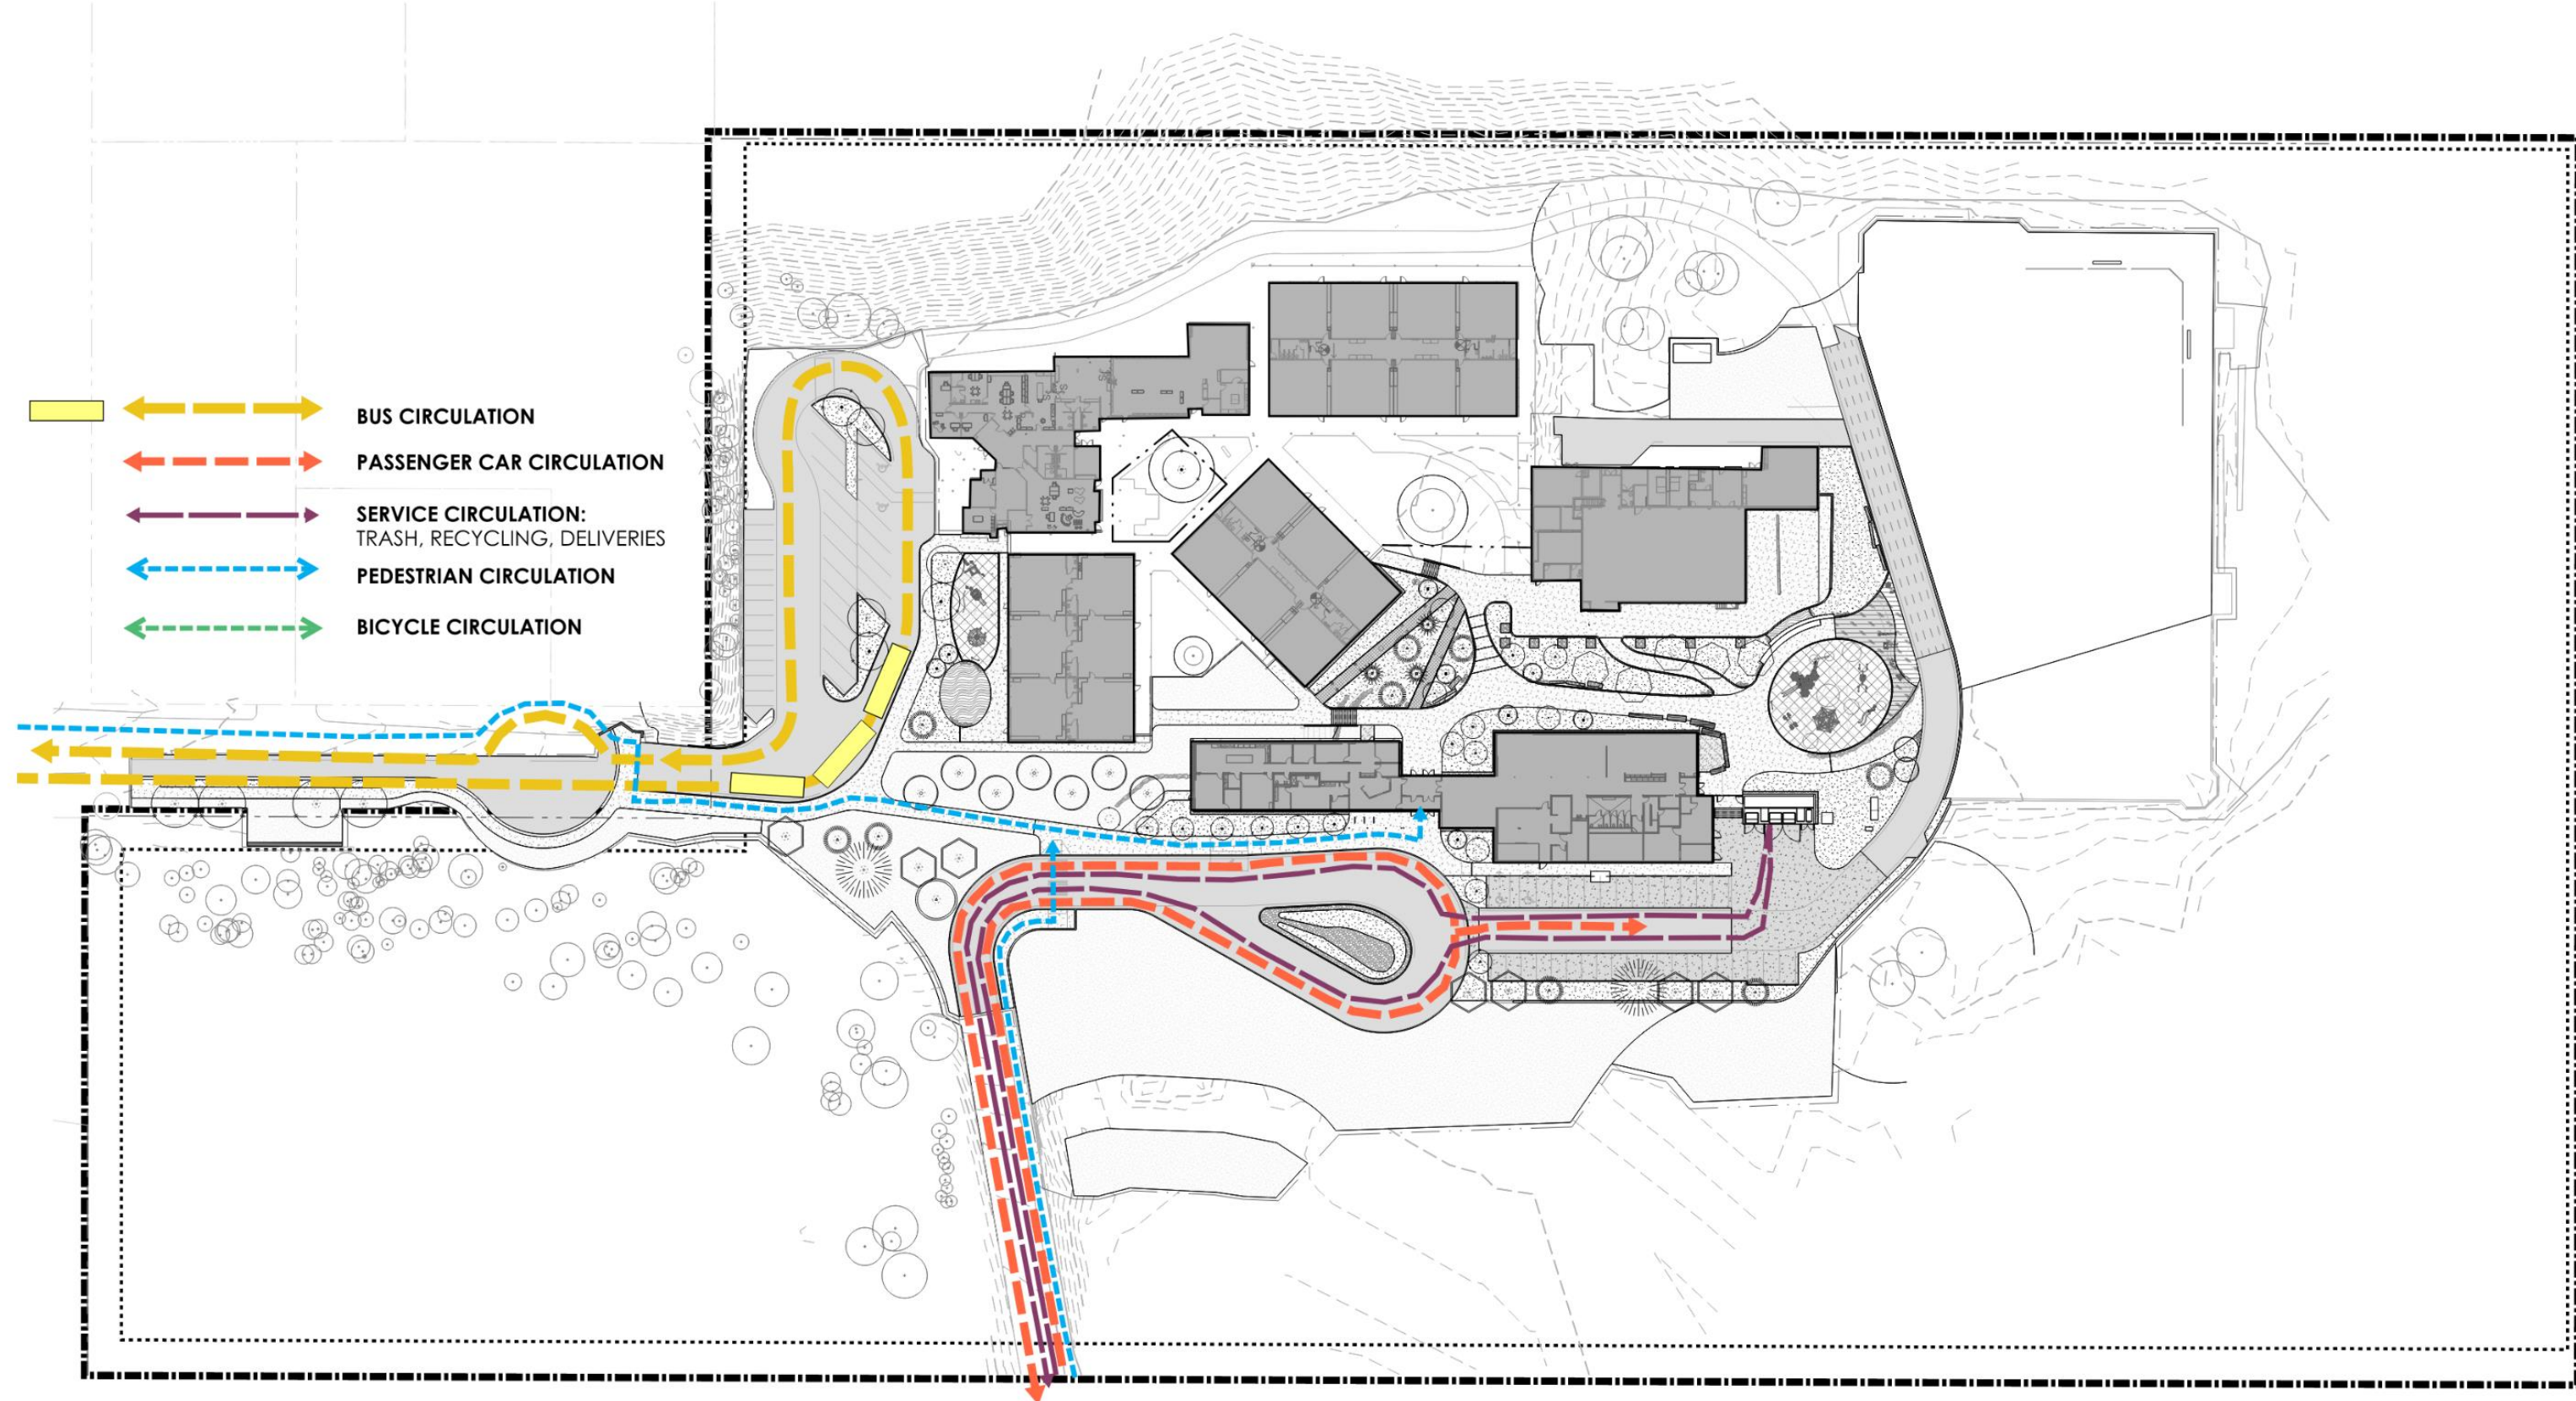 BUS CIRCULATION
PASSENGER CAR CIRCULATION
SERVICE CIRCULATION:
TRASH, RECYCLING, DELIVERIES
PEDESTRIAN CIRCULATION
BICYCLE CIRCULATION